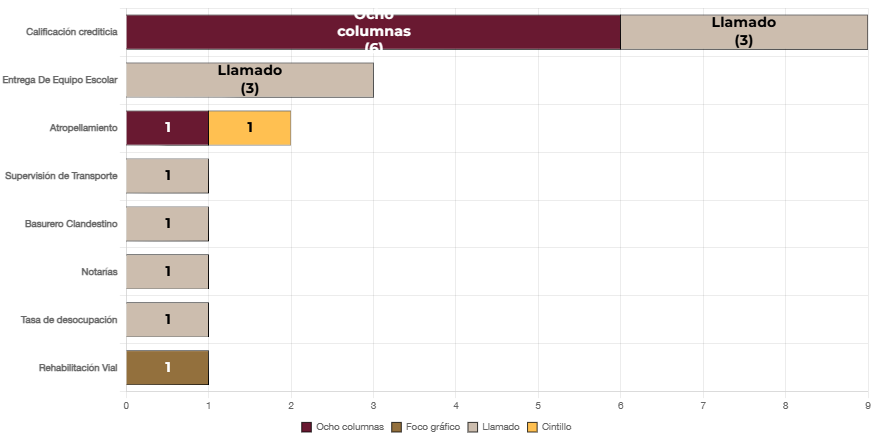 Calificación crediticia
Ocho
columnas
(6)
Llamado
(3)
Entrega De Equipo Escolar
Llamado
(3)
Atropellamiento
1
1
Supervisión de Transporte
1
Basurero Clandestino
1
Notarías
1
Tasa de desocupación
1
Rehabilitación Vial
1
0 1 2 3 4 5 6 7 8 9
Ocho columnas Foco gráfico Llamado Cintillo